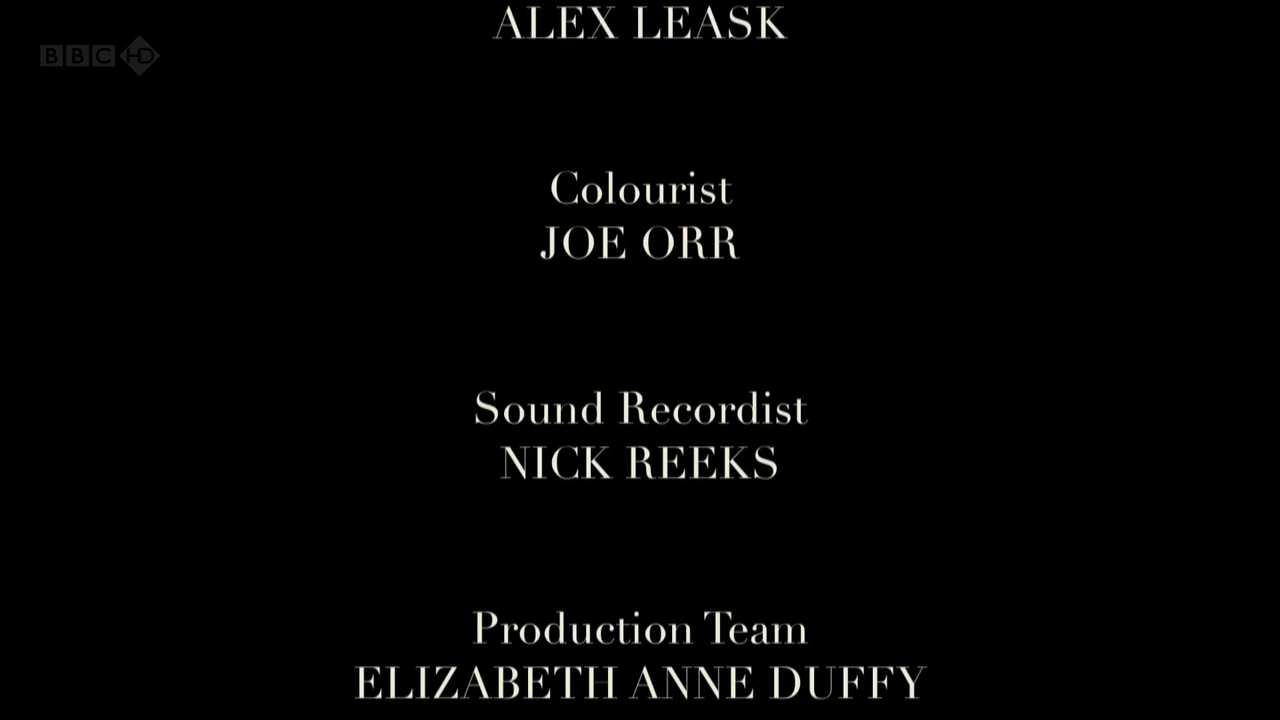 ALEX LEASK
BBC HD
Colourist
JOE ORR
Sound Recordist
NICK REEKS
Production Team
ELIZABETH ANNE DUFFY